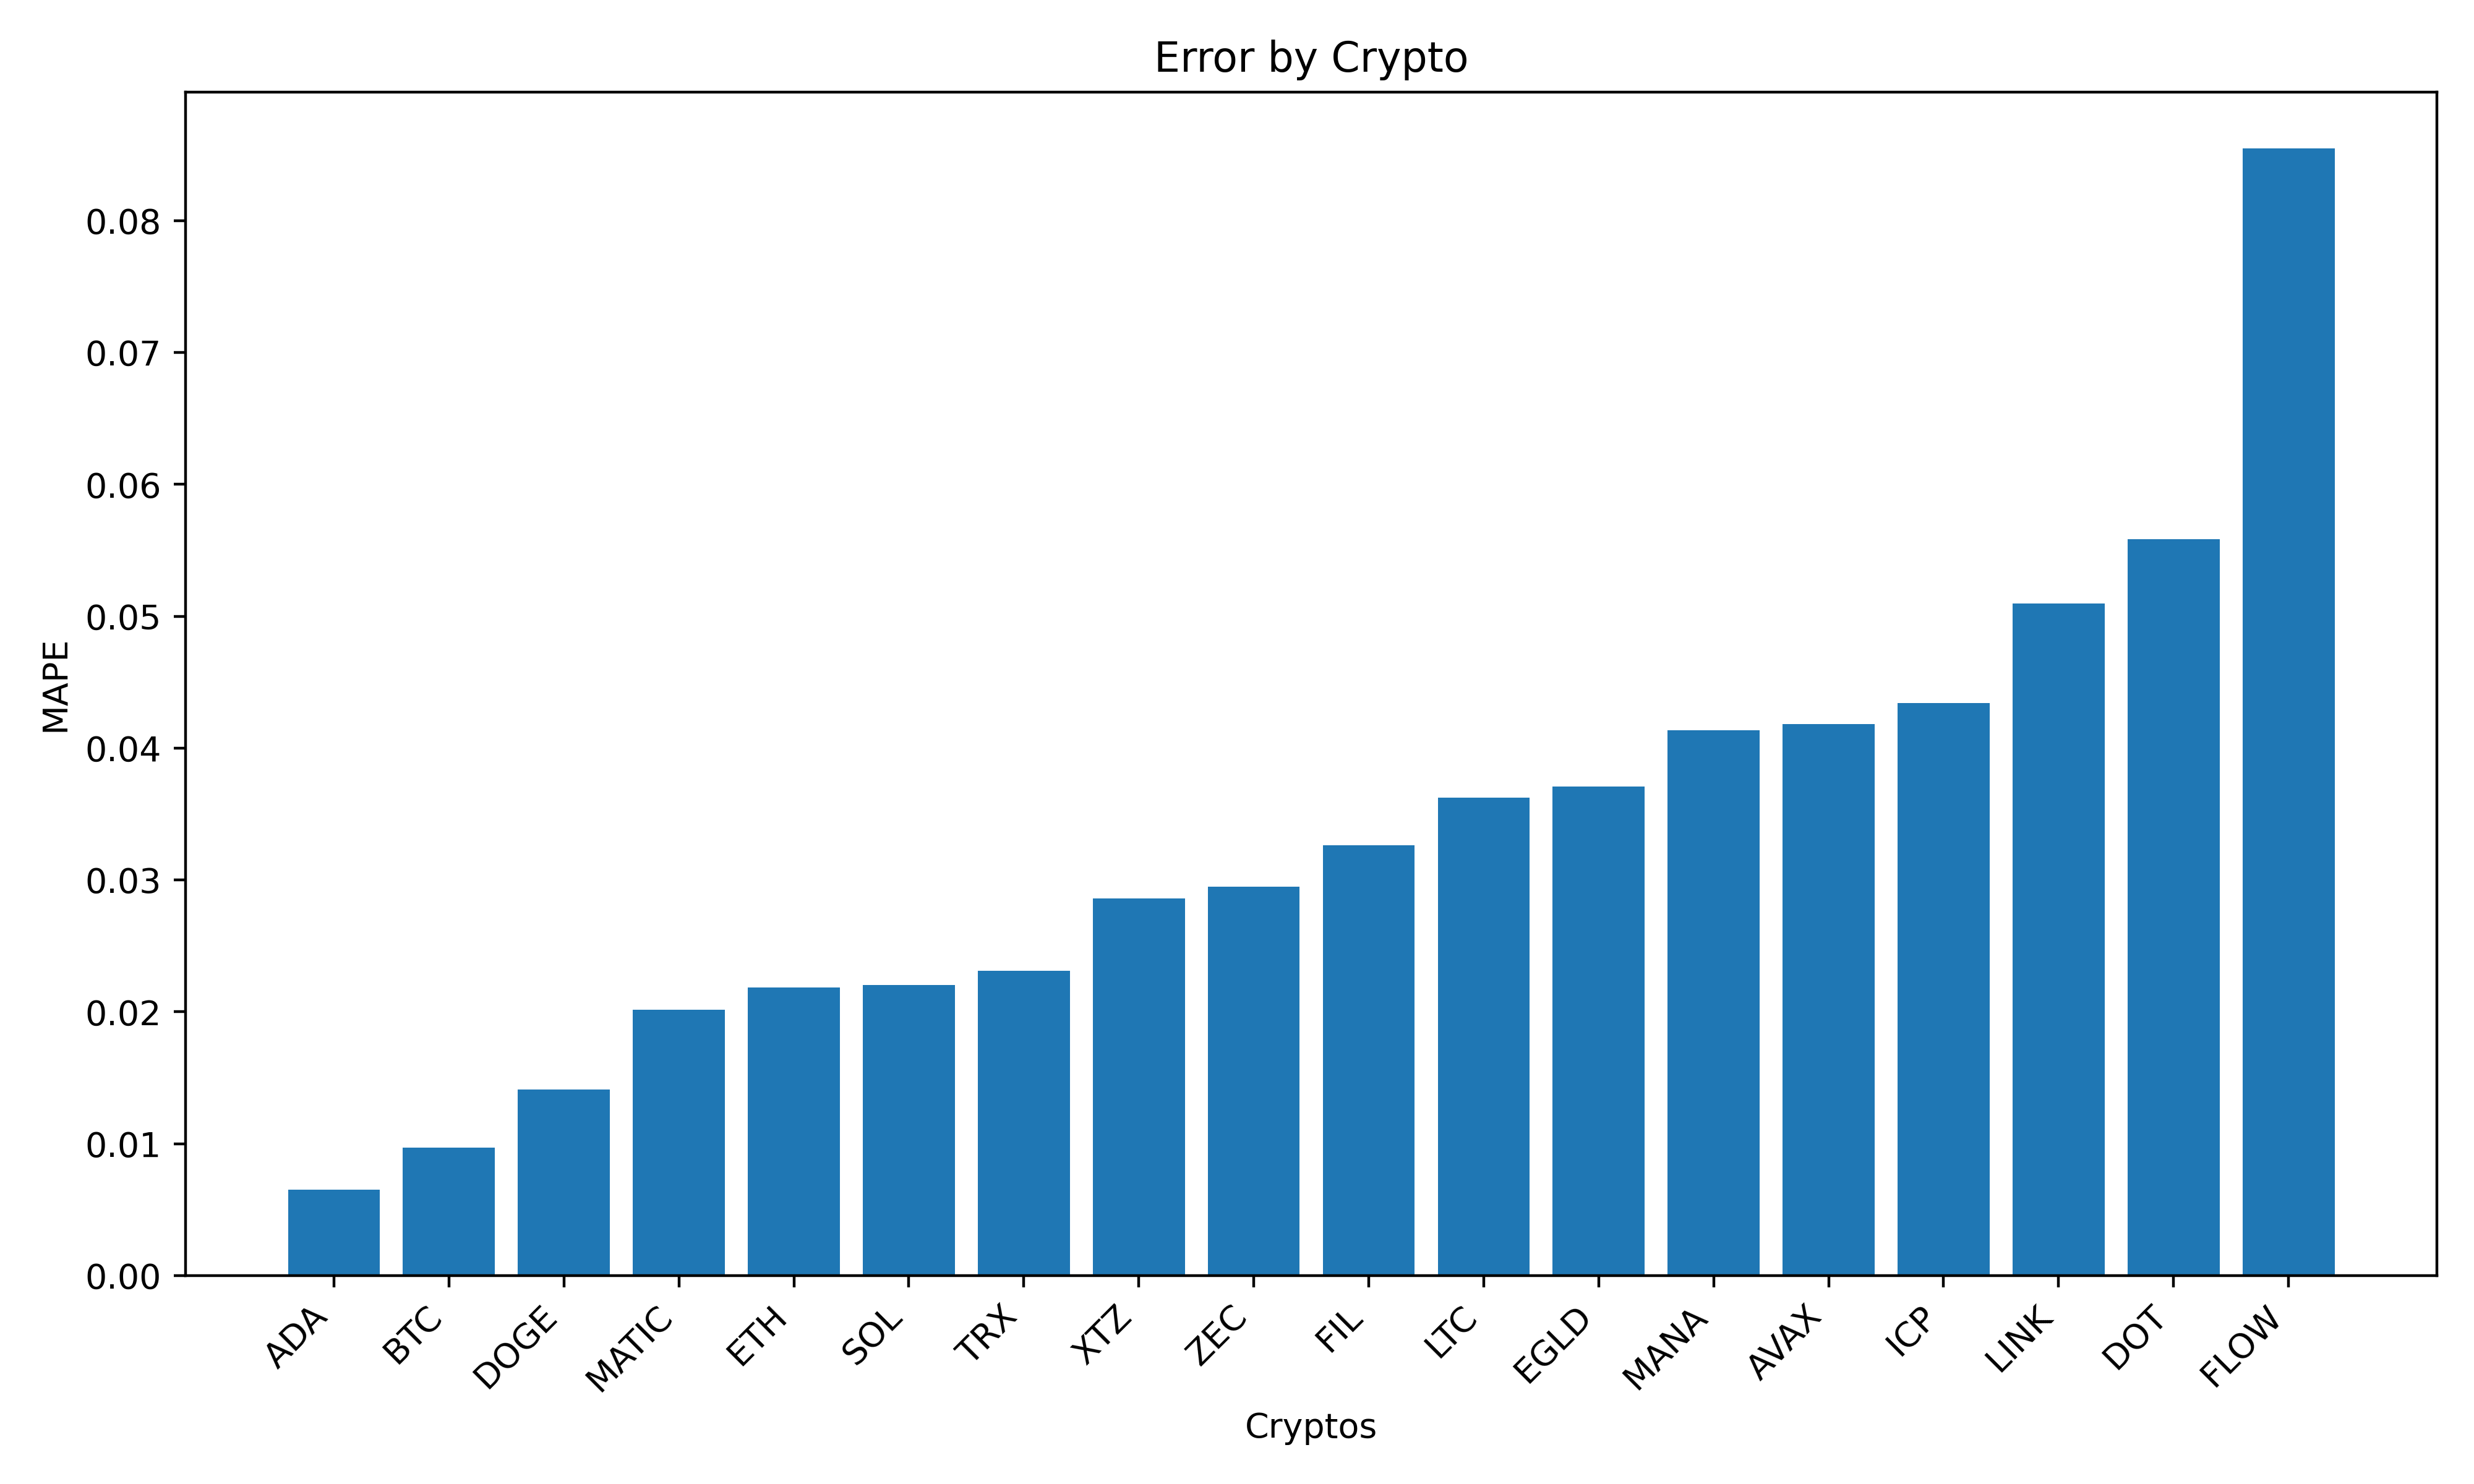 Error by Crypto
MAPE
0.08
0.07
0.06
0.05
0.04
0.03
0.02
0.01
0.00
ADA
BTC
DOGE
MATIC
ETH
SOL
TRX
XTZ
ZEC
FIL
LTC
EGLD
MANA
AVAX
ICP
LINK
DOT
FLOW
Cryptos